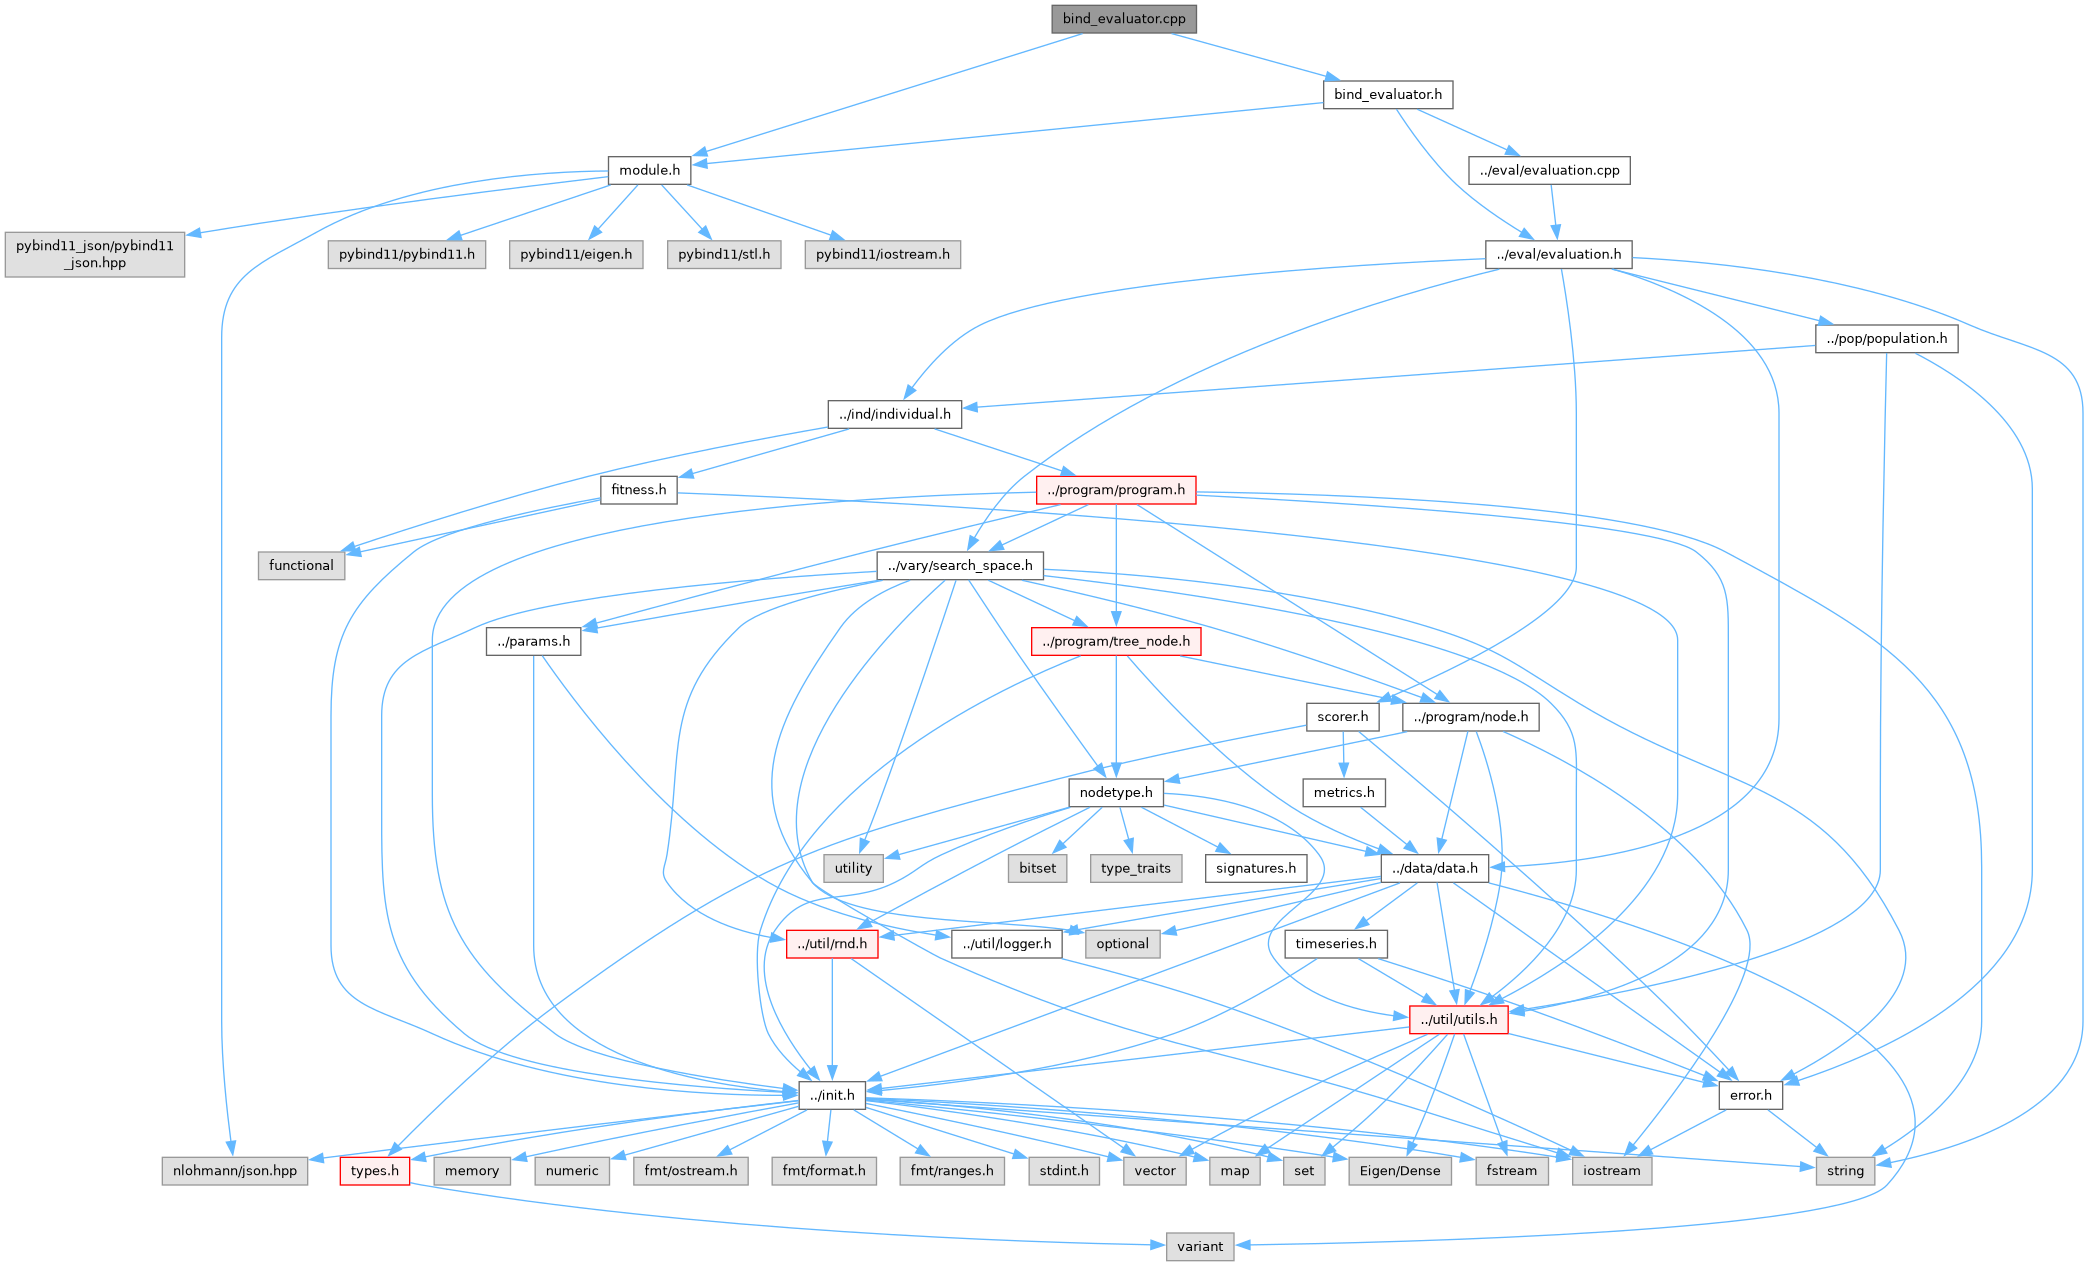 bind_evaluator.cpp
bind_evaluator.h
module.h
../eval/evaluation.cpp
pybind11_json/pybind11
_json.hpp
pybind11/pybind11.h
pybind11/eigen.h
pybind11/stl.h
pybind11/iostream.h
../eval/evaluation.h
../pop/population.h
../ind/individual.h
fitness.h
../program/program.h
functional
../vary/search_space.h
../params.h
../program/tree_node.h
scorer.h
../program/node.h
nodetype.h
metrics.h
utility
bitset
type_traits
signatures.h
../data/data.h
../util/rnd.h
../util/logger.h
optional
timeseries.h
../util/utils.h
../init.h
error.h
nlohmann/json.hpp
types.h
memory
numeric
fmt/ostream.h
fmt/format.h
fmt/ranges.h
stdint.h
vector
map
set
Eigen/Dense
fstream
iostream
string
variant